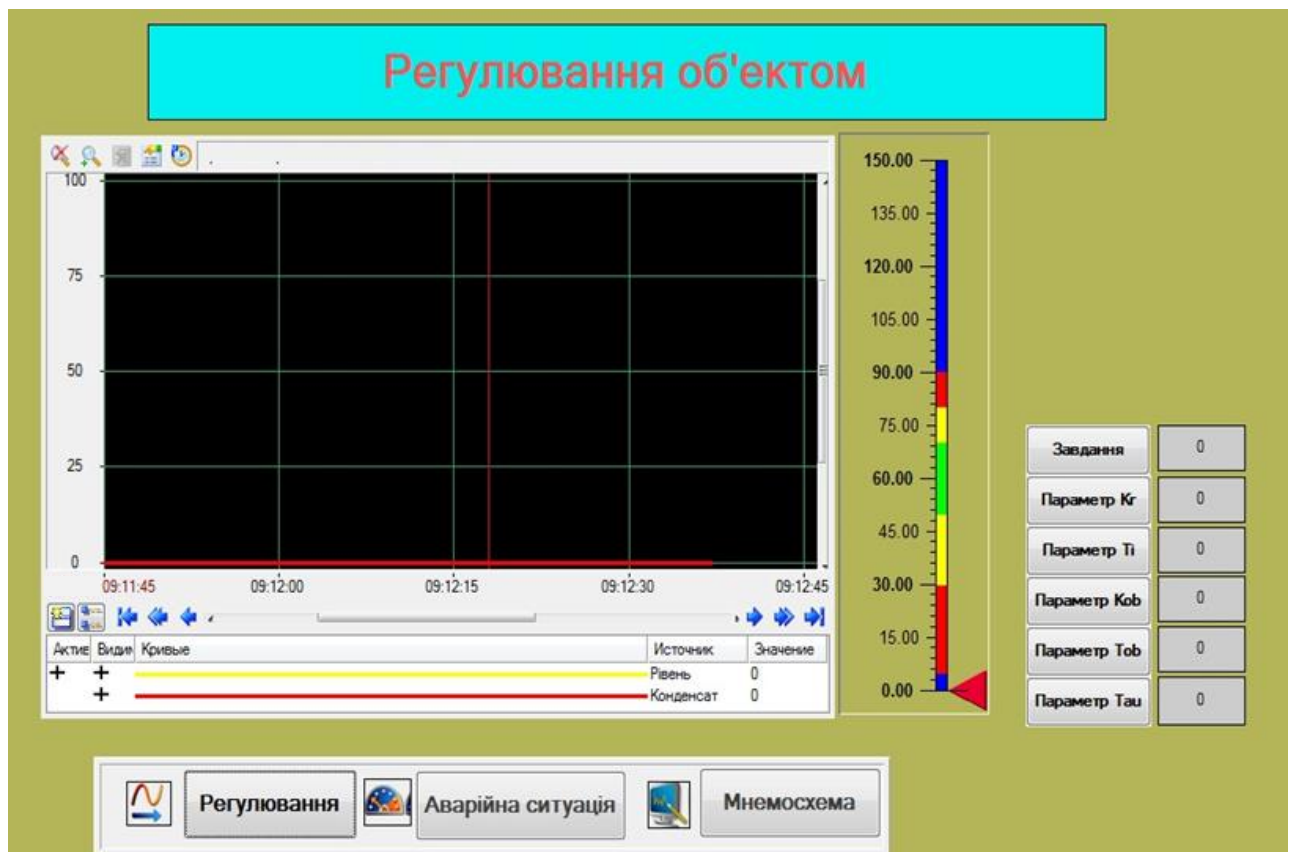 Регулювання об'ектом
100
75
50
25
0
09:11:45 09:12:00 09:12:15 09:12:30 09:12:45
Актив Види Кривые Источник Значение
Рівень 0
Конденсат 0
150.00
135.00
120.00
105.00
90.00
75.00
60.00
45.00
30.00
15.00
0.00
Завдання 0
Параметр Kr 0
Параметр Ti 0
Параметр Kob 0
Параметр Tob 0
Параметр Tau 0
Регулювання Аварійна ситуація Мнемосхема